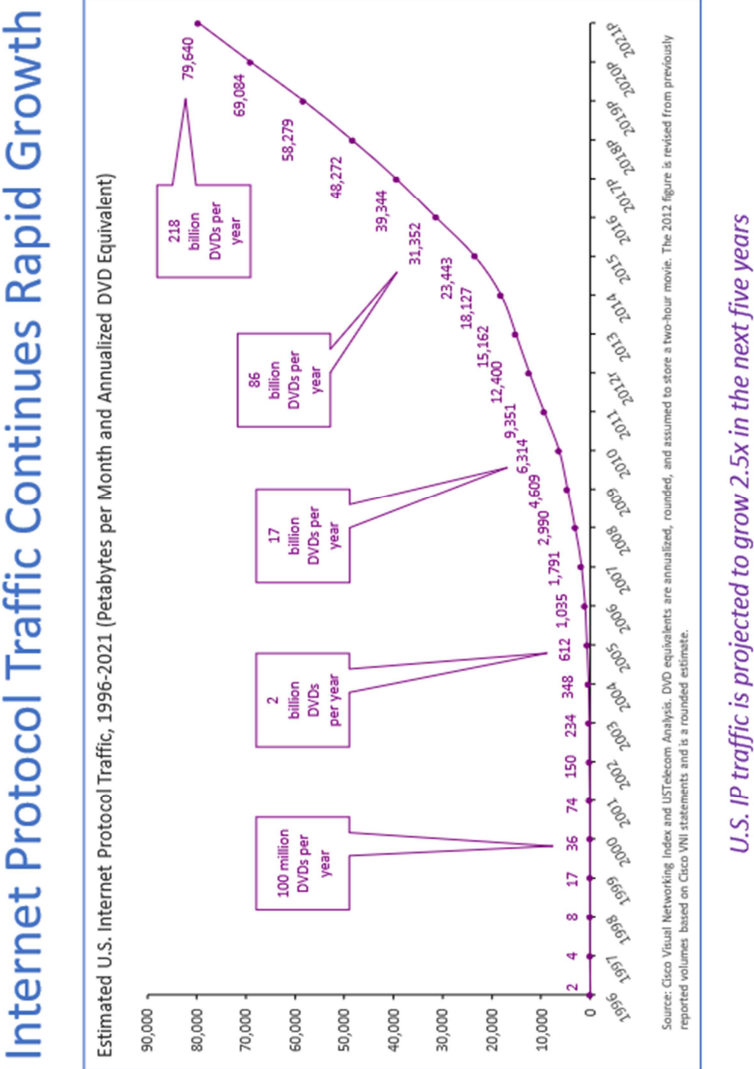 Internet Protocol Traffic Continues Rapid Growth
Estimated U.S. Internet Protocol Traffic, 1996-2021 (Petabytes per Month and Annualized DVD Equivalent)
90,000
80,000
70,000
60,000
50,000
40,000
30,000
20,000
10,000
0
100 million
DVDs per
year
2
billion
DVDs
per year
17
billion
DVDs per
year
86
billion
DVDs per
year
218
billion
DVDs per
year
2
4
8
17
36
74
150
234
348
612
1,035
1,791
2,990
4,609
6,314
9,351
12,400
15,162
18,127
23,443
31,352
39,344
48,272
58,279
69,084
79,640
1996
1997
1998
1999
2000
2001
2002
2003
2004
2005
2006
2007
2008
2009
2010
2011
2012r
2013
2014
2015
2016
2017P
2018P
2019P
2020P
2021P
Source: Cisco Visual Networking Index and USTelecom Analysis. DVD equivalents are annualized, rounded, and assumed to store a two-hour movie. The 2012 figure is revised from previously
reported volumes based on Cisco VNI statements and is a rounded estimate.
U.S. IP traffic is projected to grow 2.5x in the next five years